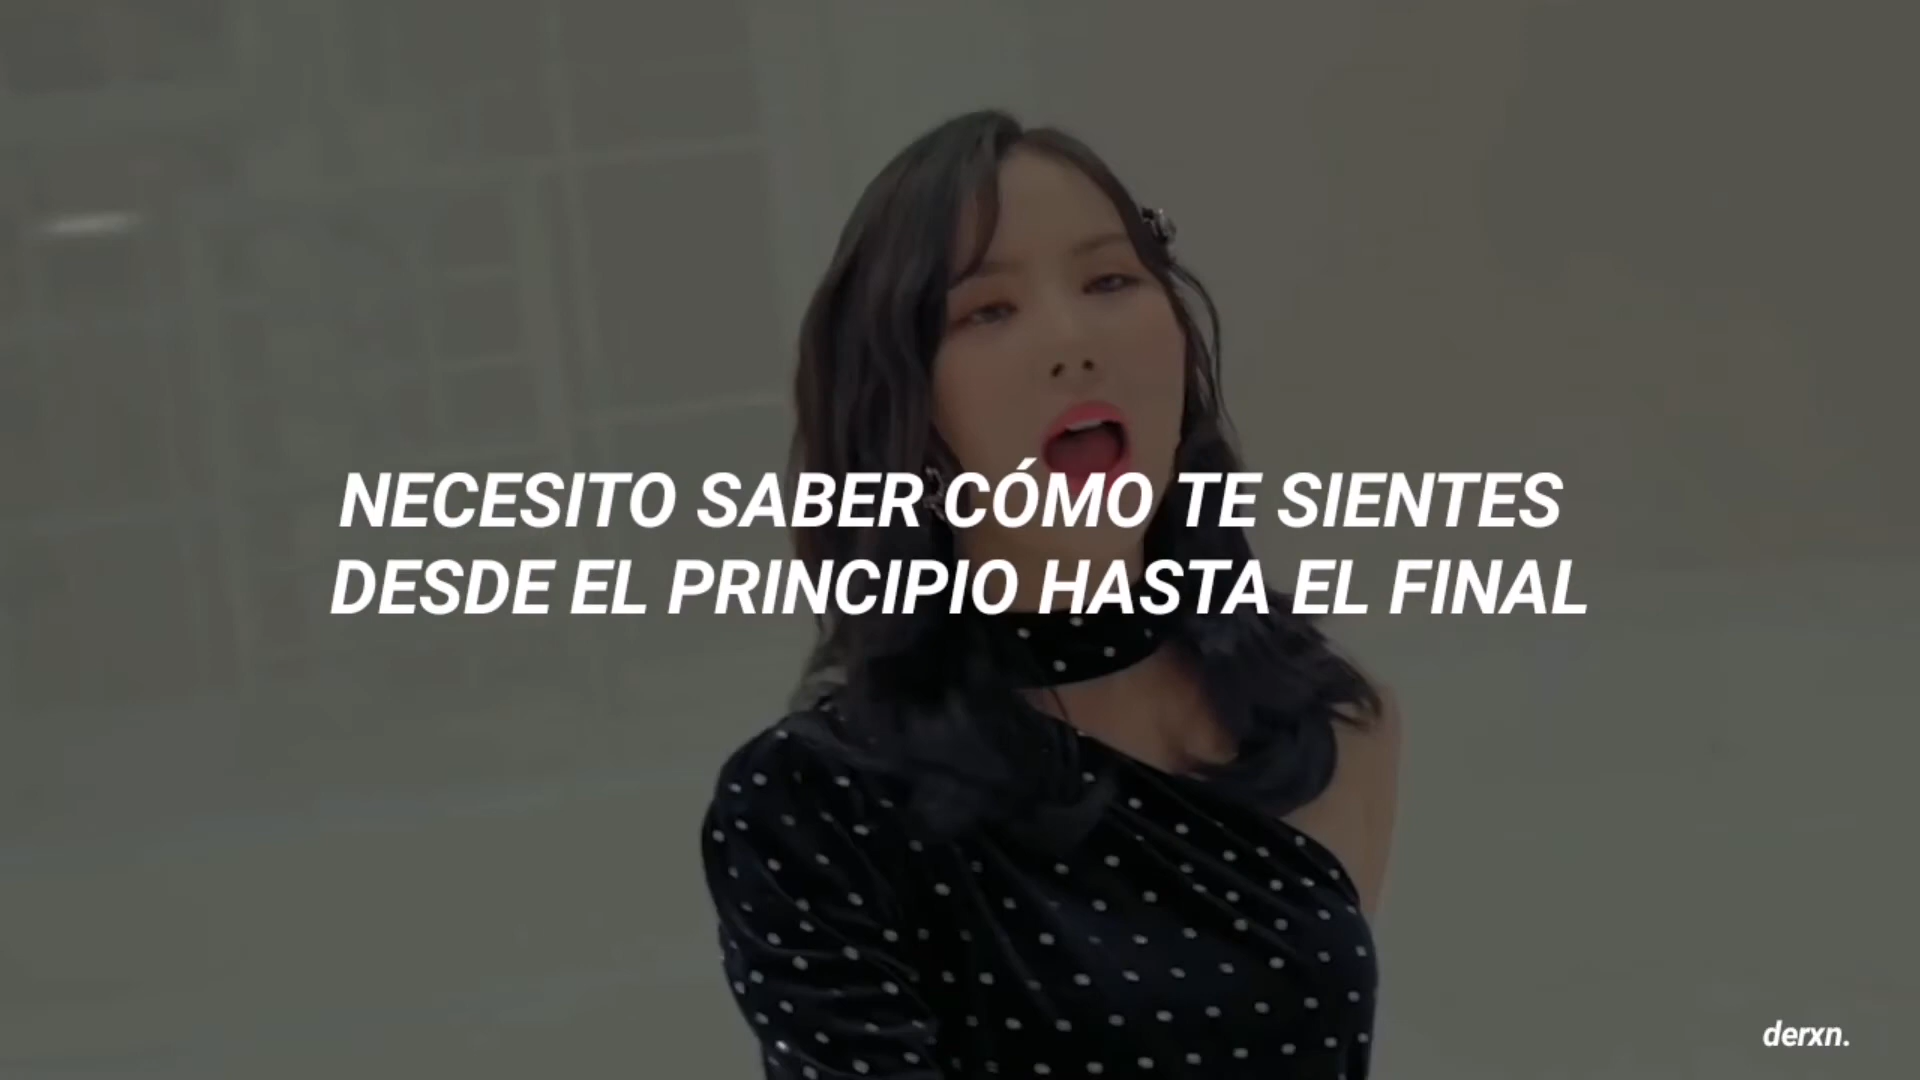 NECESITO SABER CÓMO TE SIENTES
DESDE EL PRINCIPIO HASTA EL FINAL
derxn.